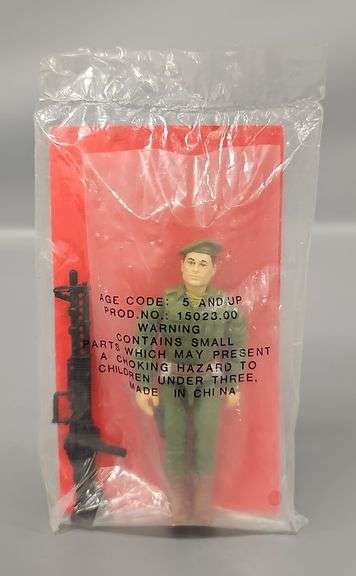 AGE CODE: 5 AND UP
PROD.NO.: 15023.00
WARNING
CONTAINS SMALL
PARTS WHICH MAY PRESENT
A CHOKING HAZARD TO
CHILDREN UNDER THREE.
MADE IN CHINA